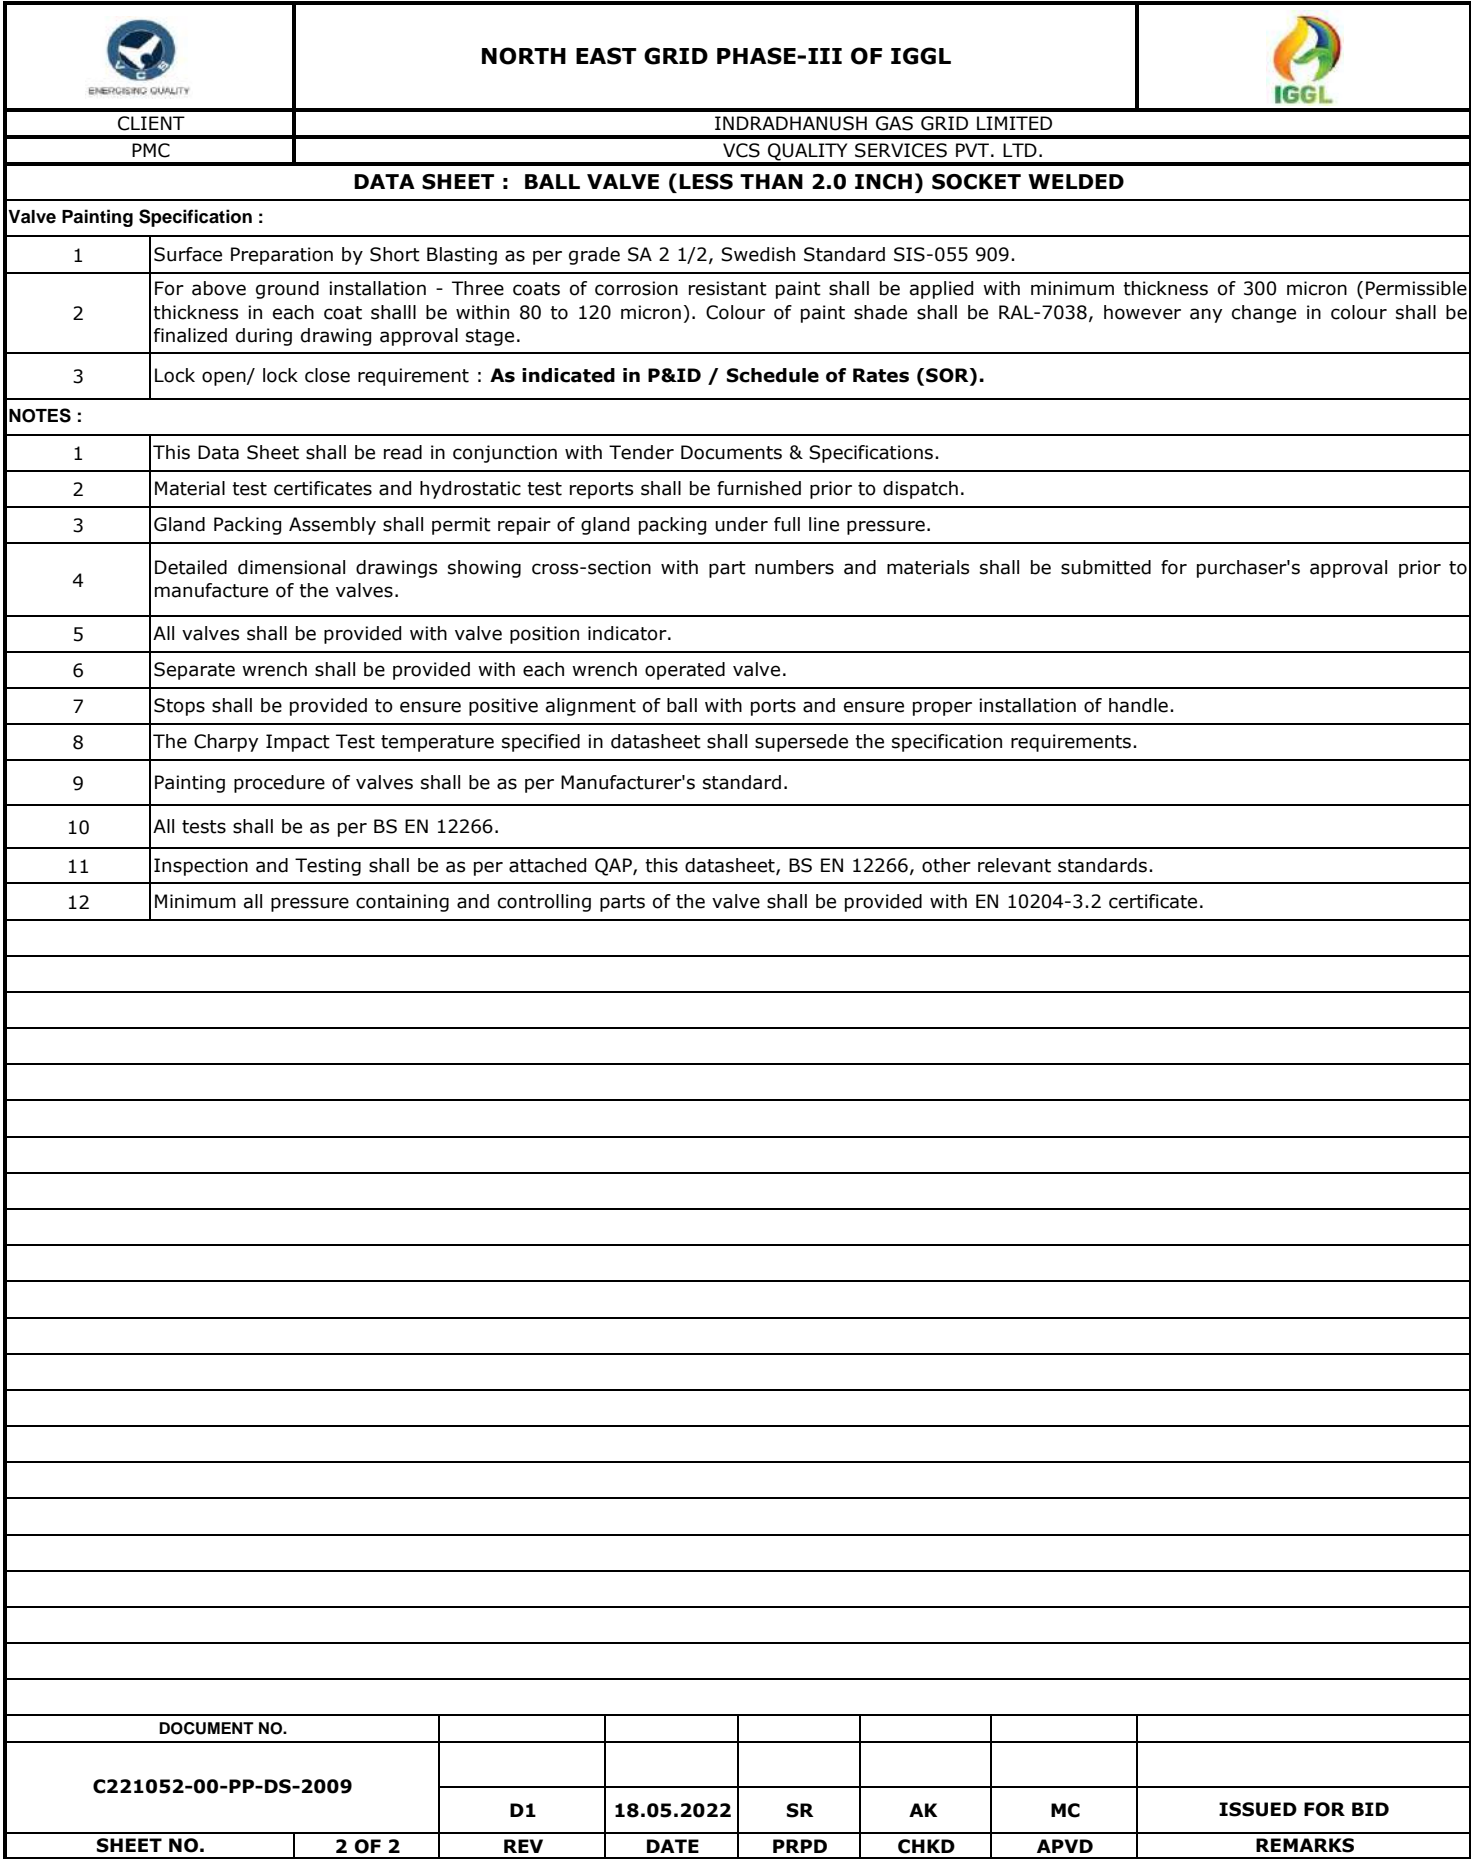 V C S
ENERGISING QUALITY
NORTH EAST GRID PHASE-III OF IGGL
IGGL
CLIENT INDRADHANUSH GAS GRID LIMITED
PMC VCS QUALITY SERVICES PVT. LTD.
DATA SHEET : BALL VALVE (LESS THAN 2.0 INCH) SOCKET WELDED
Valve Painting Specification :
1 Surface Preparation by Short Blasting as per grade SA 2 1/2, Swedish Standard SIS-055 909.
2 For above ground installation - Three coats of corrosion resistant paint shall be applied with minimum thickness of 300 micron (Permissible
thickness in each coat shalll be within 80 to 120 micron). Colour of paint shade shall be RAL-7038, however any change in colour shall be
finalized during drawing approval stage.
3 Lock open/ lock close requirement : As indicated in P&ID / Schedule of Rates (SOR).
NOTES :
1 This Data Sheet shall be read in conjunction with Tender Documents & Specifications.
2 Material test certificates and hydrostatic test reports shall be furnished prior to dispatch.
3 Gland Packing Assembly shall permit repair of gland packing under full line pressure.
4 Detailed dimensional drawings showing cross-section with part numbers and materials shall be submitted for purchaser's approval prior to
manufacture of the valves.
5 All valves shall be provided with valve position indicator.
6 Separate wrench shall be provided with each wrench operated valve.
7 Stops shall be provided to ensure positive alignment of ball with ports and ensure proper installation of handle.
8 The Charpy Impact Test temperature specified in datasheet shall supersede the specification requirements.
9 Painting procedure of valves shall be as per Manufacturer's standard.
10 All tests shall be as per BS EN 12266.
11 Inspection and Testing shall be as per attached QAP, this datasheet, BS EN 12266, other relevant standards.
12 Minimum all pressure containing and controlling parts of the valve shall be provided with EN 10204-3.2 certificate.
DOCUMENT NO.
C221052-00-PP-DS-2009
D1 18.05.2022 SR AK MC ISSUED FOR BID
SHEET NO. 2 OF 2 REV DATE PRPD CHKD APVD REMARKS